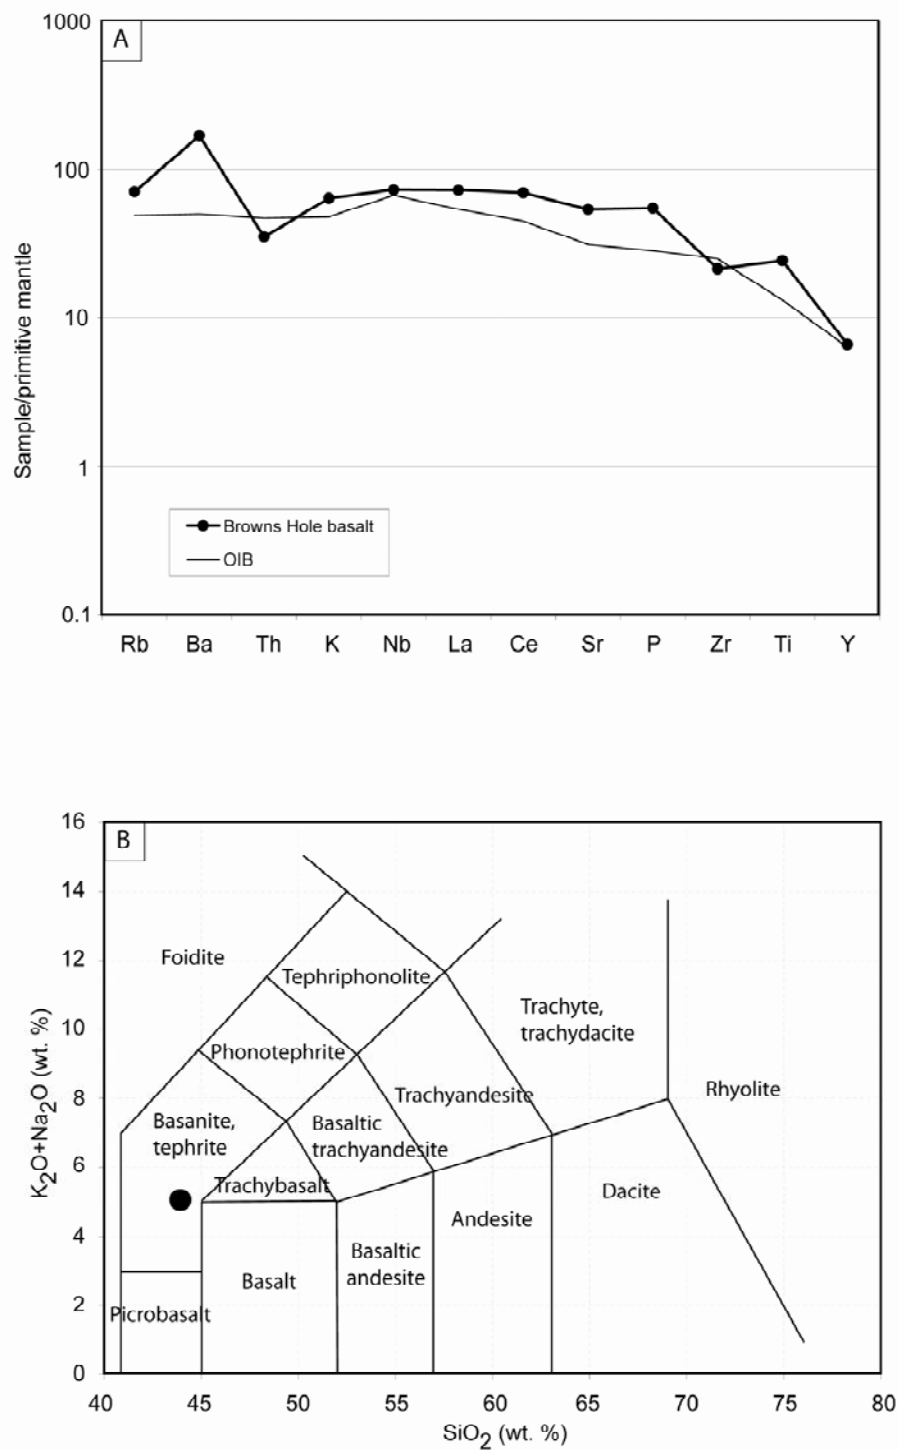 A
1000
100
10
1
0.1
Sample/primitive mantle
Browns Hole basalt
OIB
Rb Ba Th K Nb La Ce Sr P Zr Ti Y
B
16
14
12
10
8
6
4
2
0
K2O+Na2O (wt. %)
Foidite
Tephriphonolite
Trachyte,
trachydacite
Phonotephrite
Rhyolite
Trachyandesite
Basanite,
tephrite
Basaltic
trachyandesite
Trachybasalt
Dacite
Andesite
Basaltic
andesite
Basalt
Picrobasalt
40 45 50 55 60 65 70 75 80
SiO2 (wt. %)